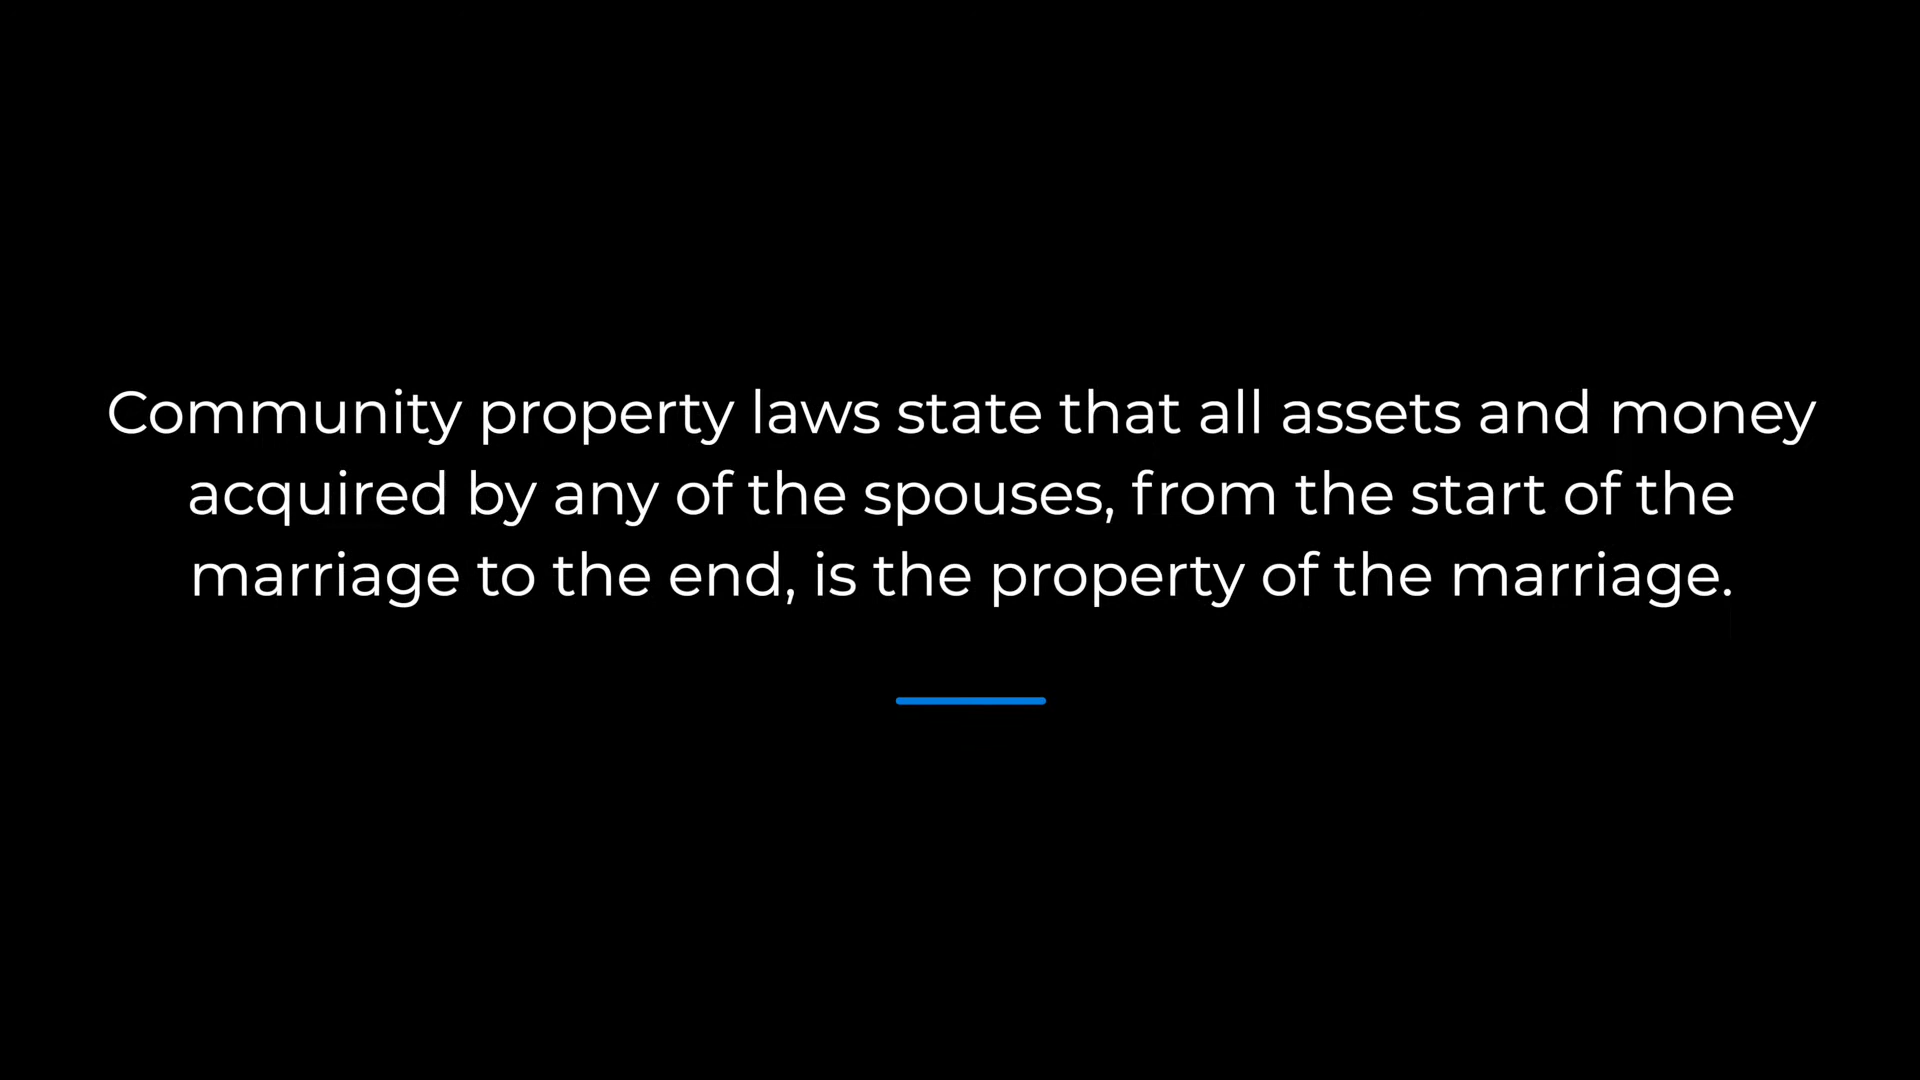 Community property laws state that all assets and money
acquired by any of the spouses, from the start of the
marriage to the end, is the property of the marriage.